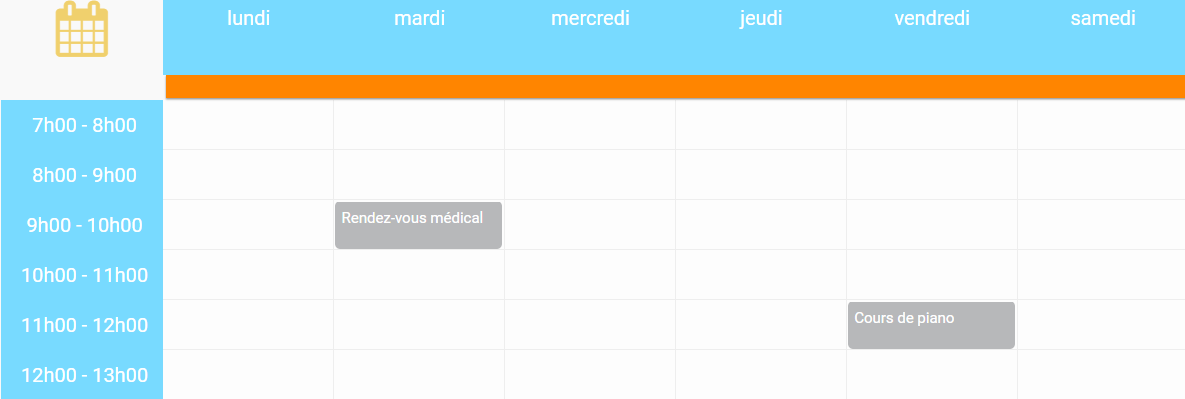 lundi mardi mercredi jeudi vendredi samedi
7h00 - 8h00
8h00 - 9h00
9h00 - 10h00 Rendez-vous médical
10h00 - 11h00
11h00 - 12h00 Cours de piano
12h00 - 13h00